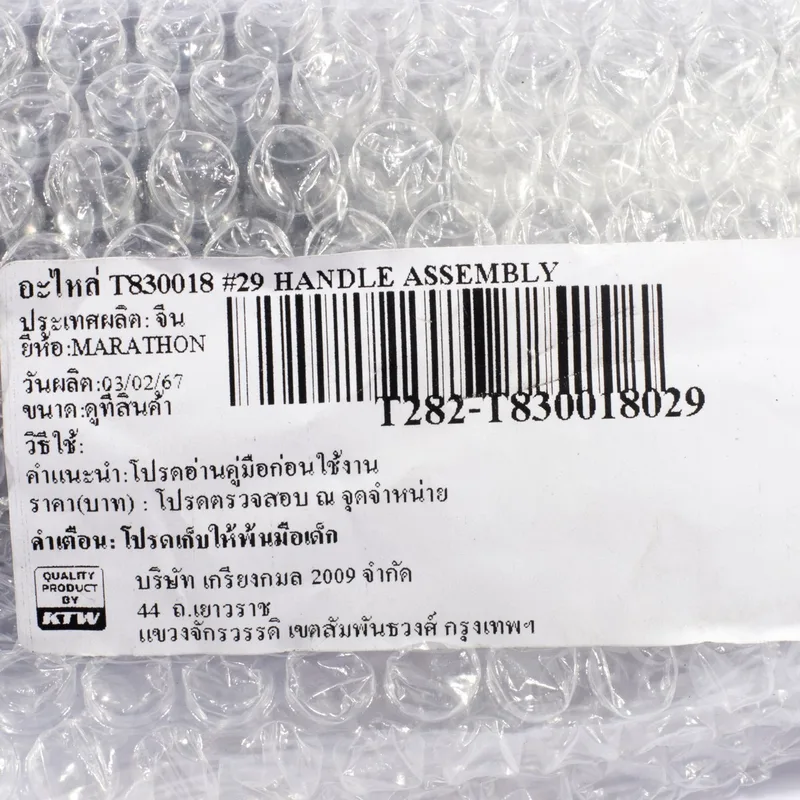 อะไหล่ T830018 #29 HANDLE ASSEMBLY
ประเทศผลิต: จีน
ยี่ห้อ:MARATHON
วันผลิต:03/02/67
ขนาด:ดูที่สินค้า
T282-T830018029
วิธีใช้:
คำแนะนำ:โปรดอ่านคู่มือก่อนใช้งาน
ราคา(บาท) : โปรดตรวจสอบ ณ จุดจำหน่าย
คำเตือน: โปรดเก็บให้พ้นมือเด็ก
QUALITY
PRODUCT
BY
KTW
บริษัท เกรียงกมล 2009 จำกัด
44 ถ.เยาวราช
แขวงจักรวรรดิ เขตสัมพันธวงศ์ กรุงเทพฯ